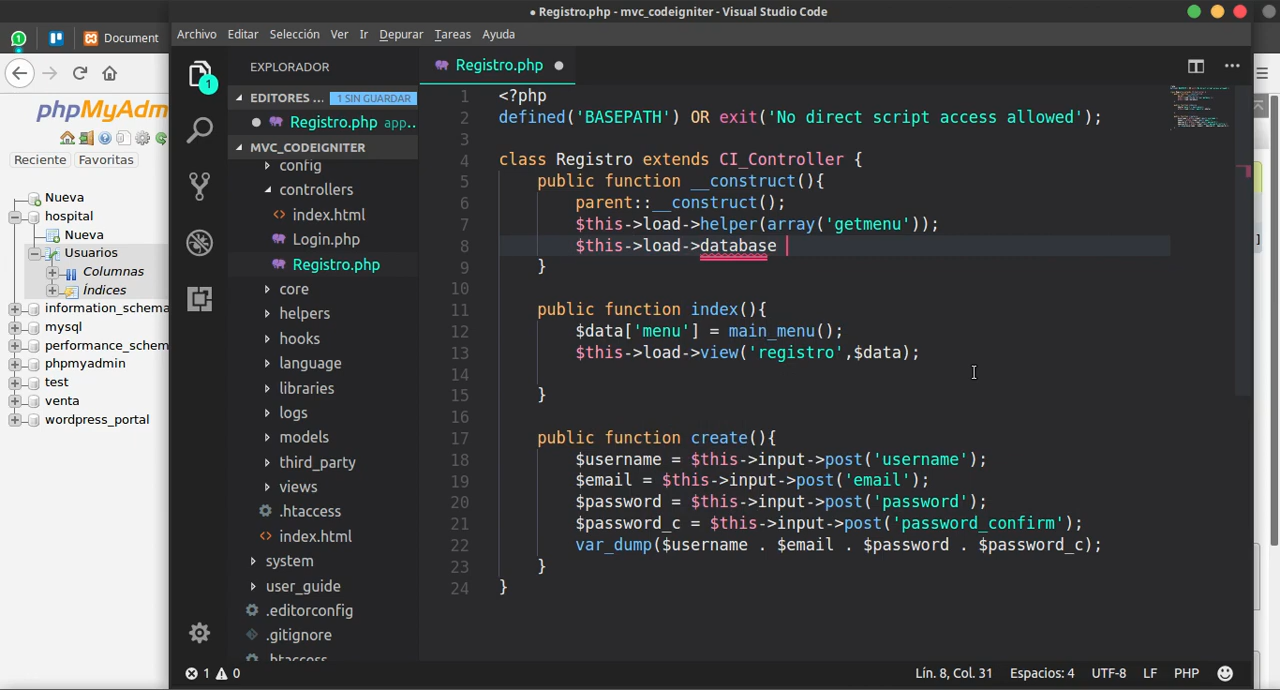 ● Registro.php - mvc_codeigniter - Visual Studio Code
Document
Archivo Editar Selección Ver Ir Depurar Tareas Ayuda
phpMyAdm
Reciente Favoritas
Nueva
hospital
Nueva
Usuarios
Columnas
Índices
information_schema
mysql
performance_schem
phpmyadmin
test
venta
wordpress_portal
1
EXPLORADOR
EDITORES ... 1 SIN GUARDAR
● Registro.php app...
MVC_CODEIGNITER
config
controllers
<> index.html
Login.php
Registro.php
core
helpers
hooks
language
libraries
logs
models
third_party
views
.htaccess
<> index.html
system
user_guide
.editorconfig
.gitignore
.htaccess
Registro.php ●
1 <?php
2 defined('BASEPATH') OR exit('No direct script access allowed');
3
4 class Registro extends CI_Controller {
5 public function __construct(){
6 parent::__construct();
7 $this->load->helper(array('getmenu'));
8 $this->load->database
9 }
10
11 public function index(){
12 $data['menu'] = main_menu();
13 $this->load->view('registro',$data);
14
15 }
16
17 public function create(){
18 $username = $this->input->post('username');
19 $email = $this->input->post('email');
20 $password = $this->input->post('password');
21 $password_c = $this->input->post('password_confirm');
22 var_dump($username . $email . $password . $password_c);
23 }
24 }
1 0 Lín. 8, Col. 31 Espacios: 4 UTF-8 LF PHP